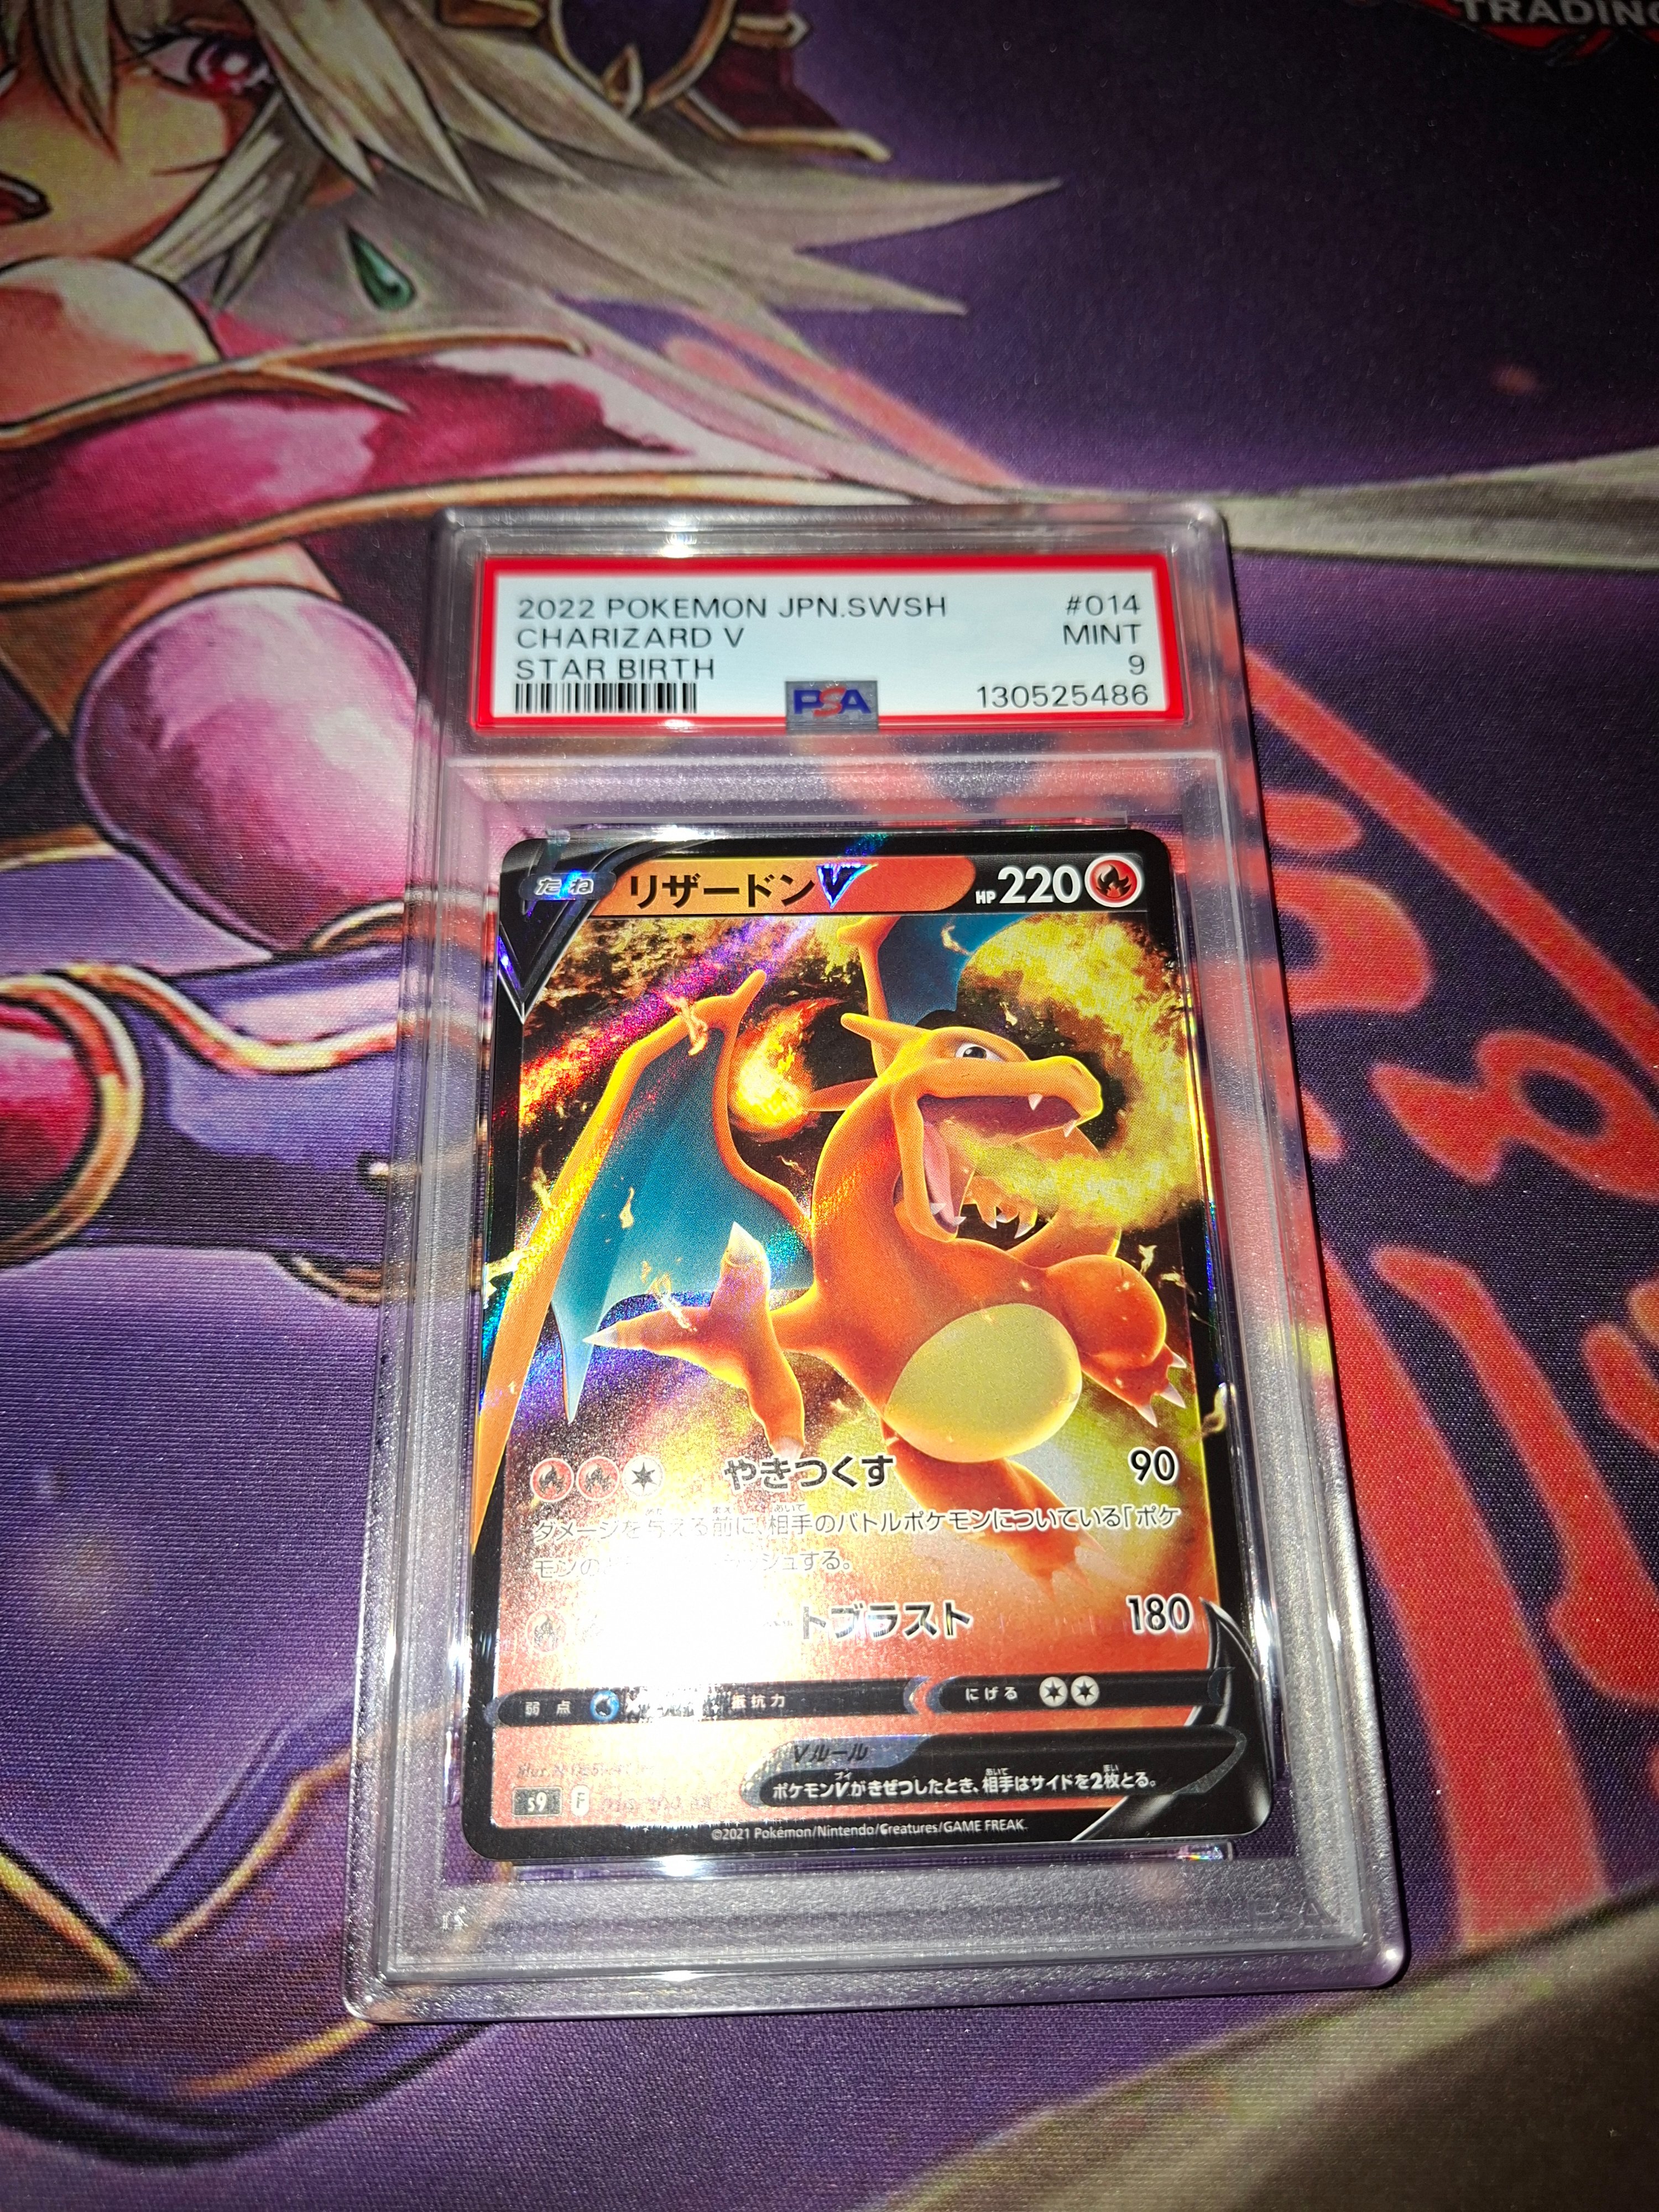 TRADING
2022 POKEMON JPN.SWSH #014
CHARIZARD V MINT
STAR BIRTH 9
PSA 130525486
たね リザードンV HP 220
やきつくす 90
ダメージを与える前に、相手のバトルポケモンについている「ポケ
モンの シュする。
トブラスト 180
弱点 抵抗力 にげる
Vルール
ポケモンVがきぜつしたとき、相手はサイドを2枚とる。
s9 F
©2021 Pokémon/Nintendo/Creatures/GAME FREAK.